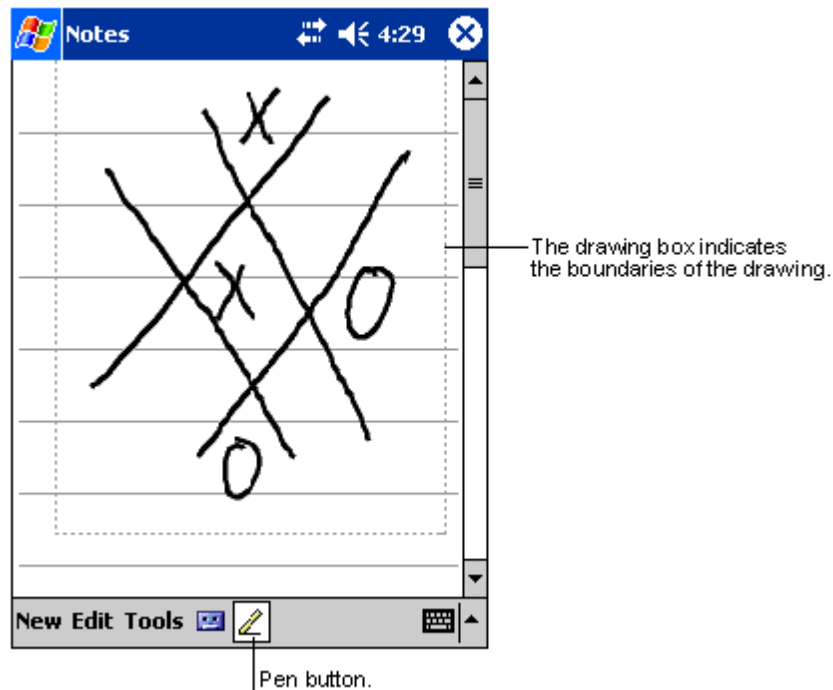 Notes 4:29
X
X
O
O
The drawing box indicates
the boundaries of the drawing.
New Edit Tools
Pen button.